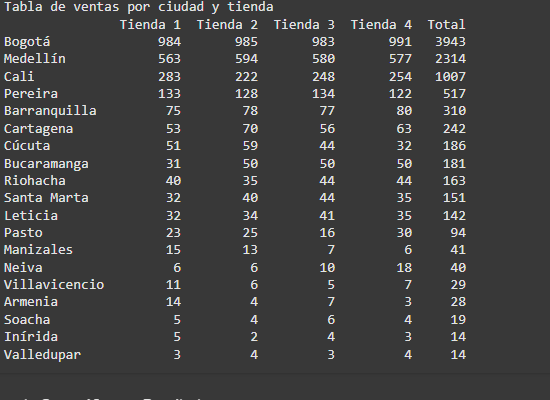 Tabla de ventas por ciudad y tienda
Tienda 1 Tienda 2 Tienda 3 Tienda 4 Total
Bogotá 984 985 983 991 3943
Medellín 563 594 580 577 2314
Cali 283 222 248 254 1007
Pereira 133 128 134 122 517
Barranquilla 75 78 77 80 310
Cartagena 53 70 56 63 242
Cúcuta 51 59 44 32 186
Bucaramanga 31 50 50 50 181
Riohacha 40 35 44 44 163
Santa Marta 32 40 44 35 151
Leticia 32 34 41 35 142
Pasto 23 25 16 30 94
Manizales 15 13 7 6 41
Neiva 6 6 10 18 40
Villavicencio 11 6 5 7 29
Armenia 14 4 7 3 28
Soacha 5 4 6 4 19
Inírida 5 2 4 3 14
Valledupar 3 4 3 4 14